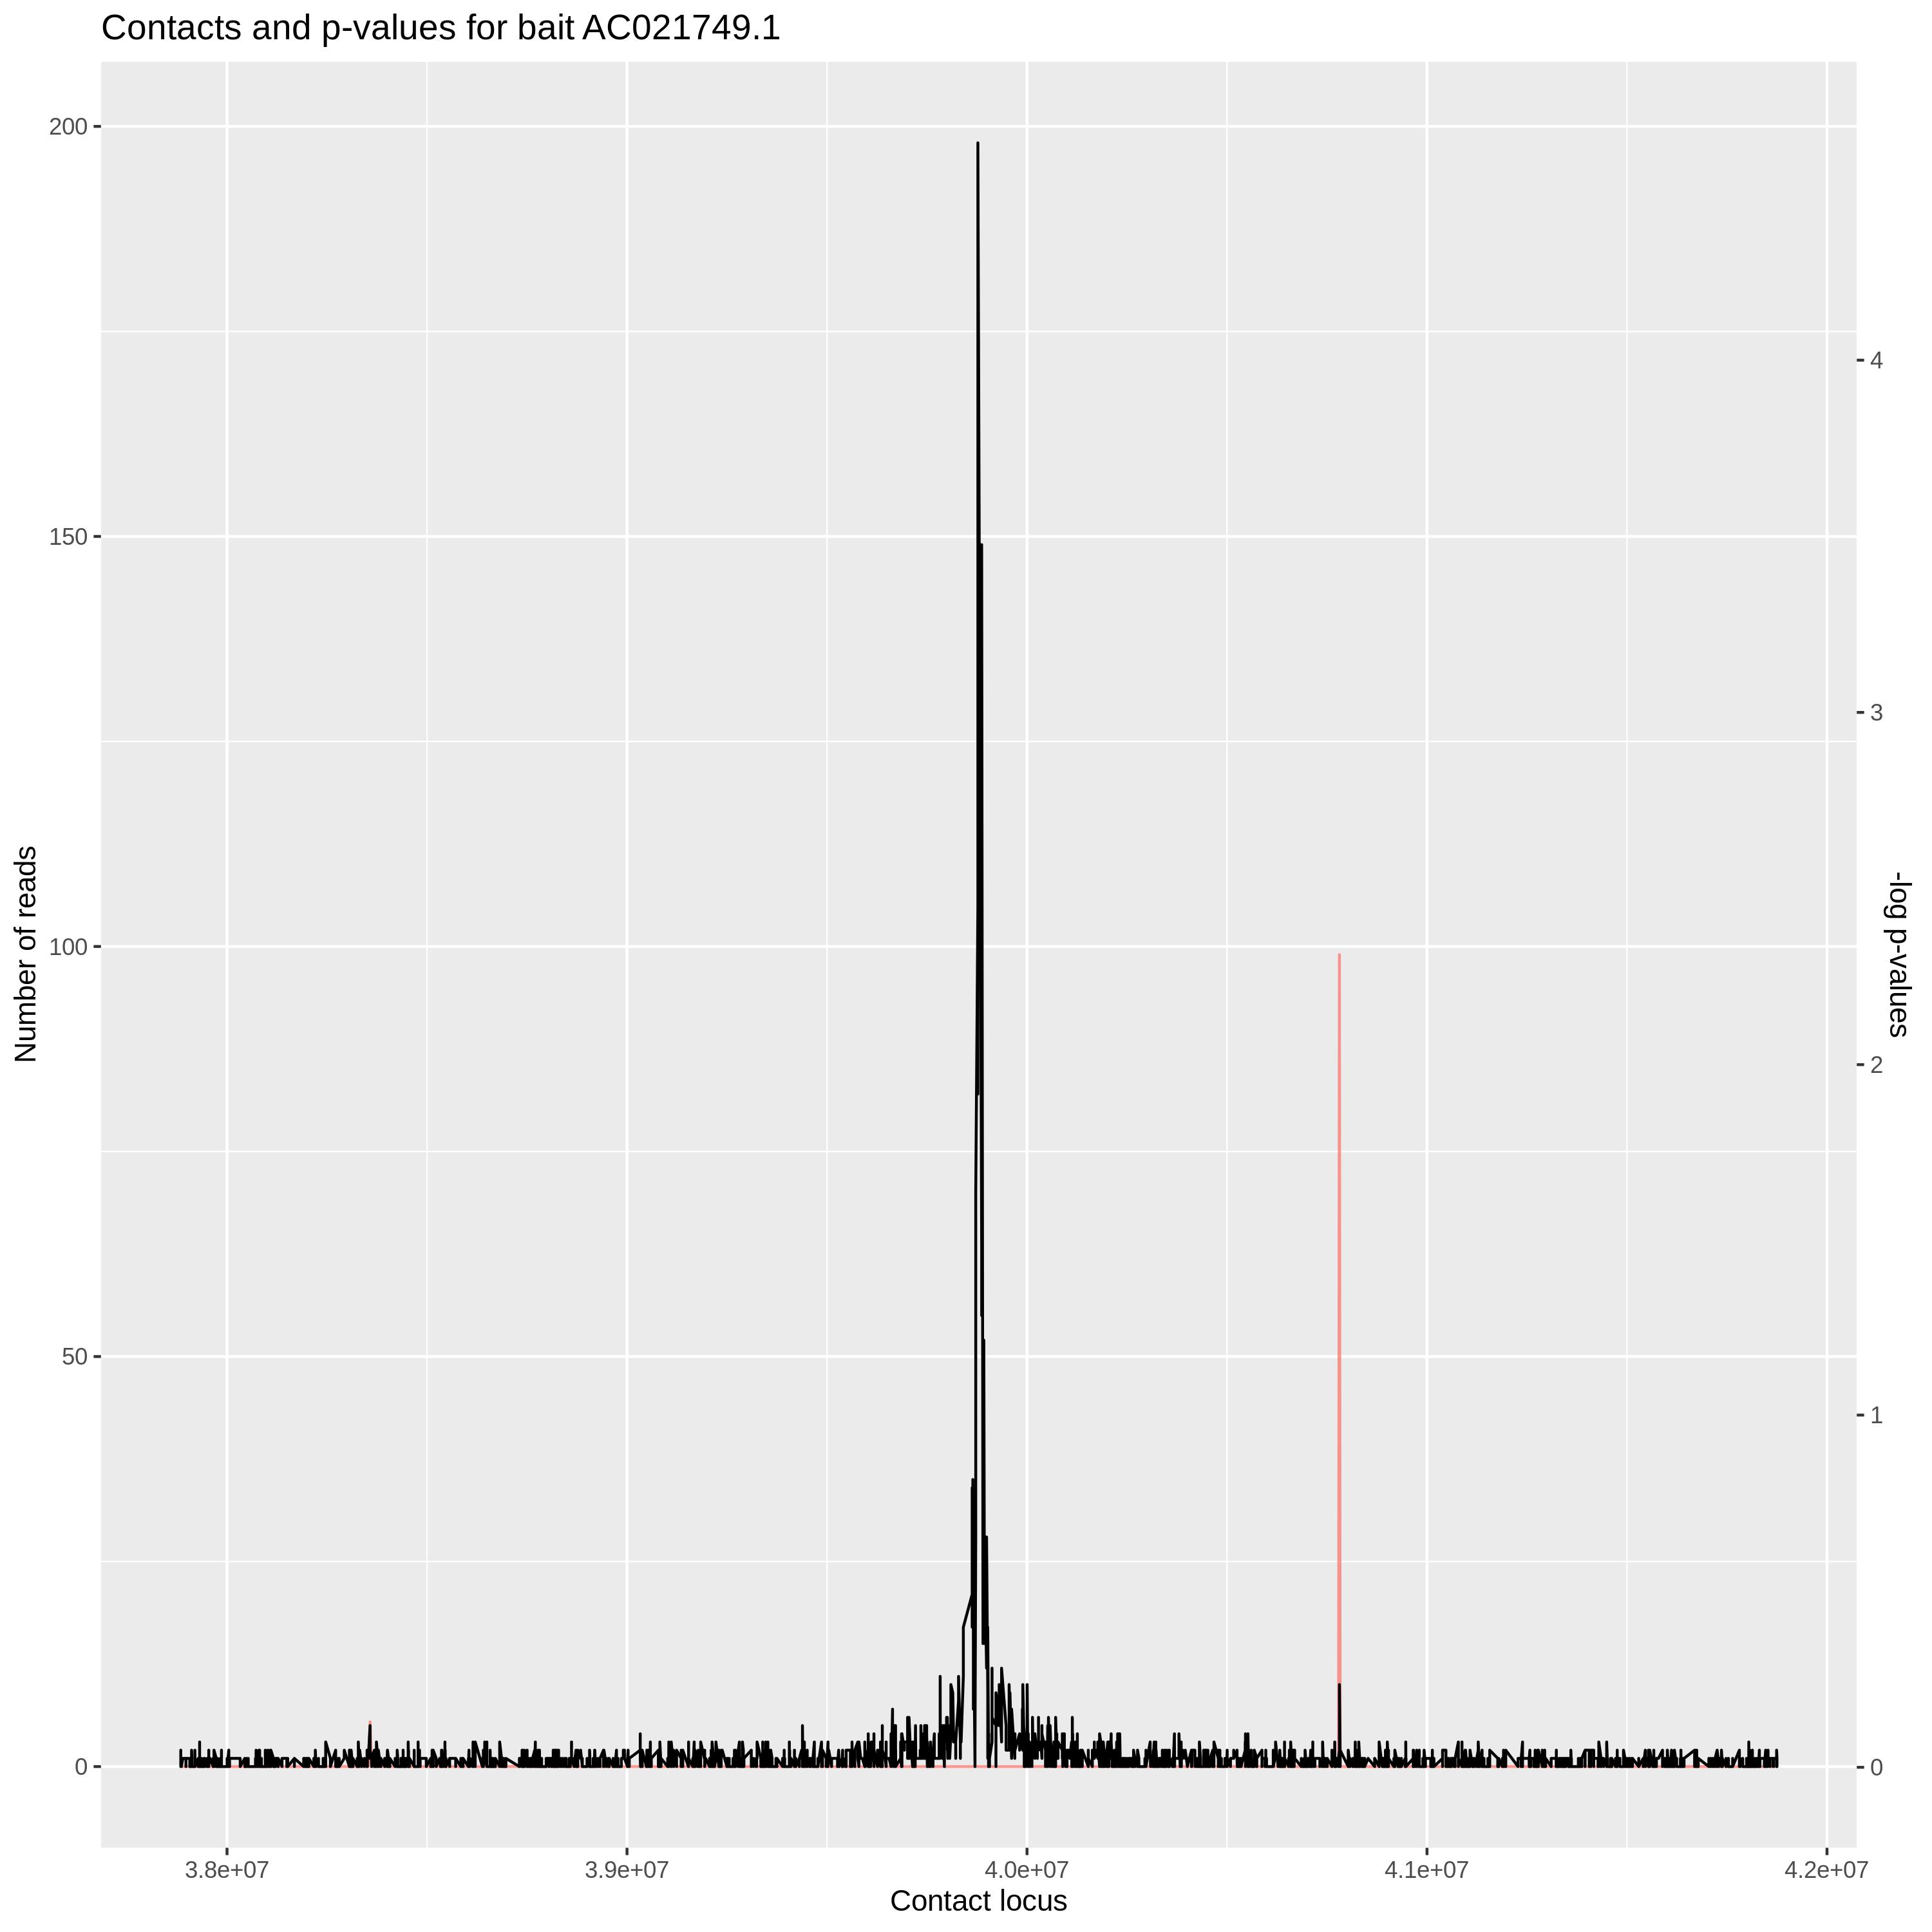 Contacts and p-values for bait AC021749.1
200
150
100
50
0
Number of reads
4
3
2
1
0
-log p-values
3.8e+07
3.9e+07
4.0e+07
4.1e+07
4.2e+07
Contact locus